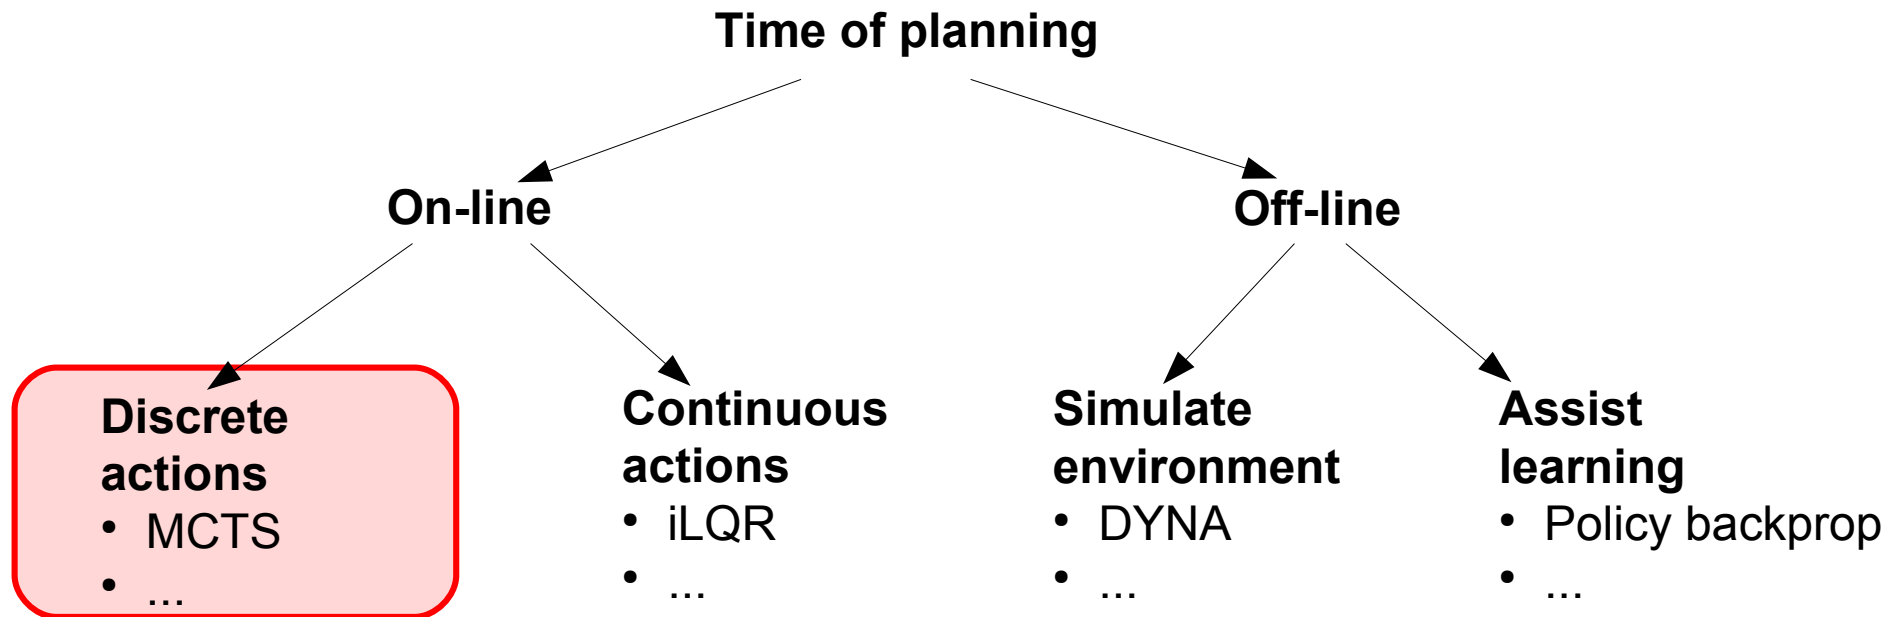 Time of planning
On-line
Off-line
Discrete
actions
• MCTS
• ...
Continuous
actions
• iLQR
• ...
Simulate
environment
• DYNA
• ...
Assist
learning
• Policy backprop
• ...